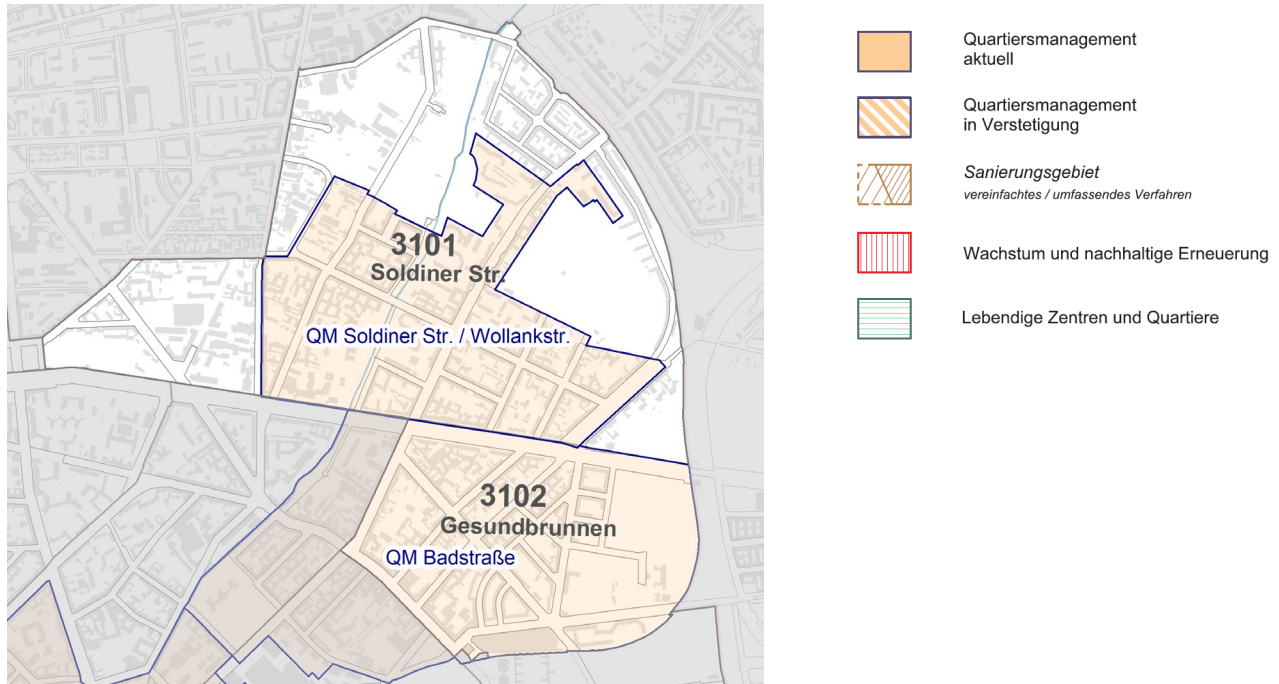 3101
Soldiner Str.
QM Soldiner Str. / Wollankstr.
3102
Gesundbrunnen
QM Badstraße
Quartiersmanagement
aktuell
Quartiersmanagement
in Verstetigung
Sanierungsgebiet
vereinfachtes / umfassendes Verfahren
Wachstum und nachhaltige Erneuerung
Lebendige Zentren und Quartiere